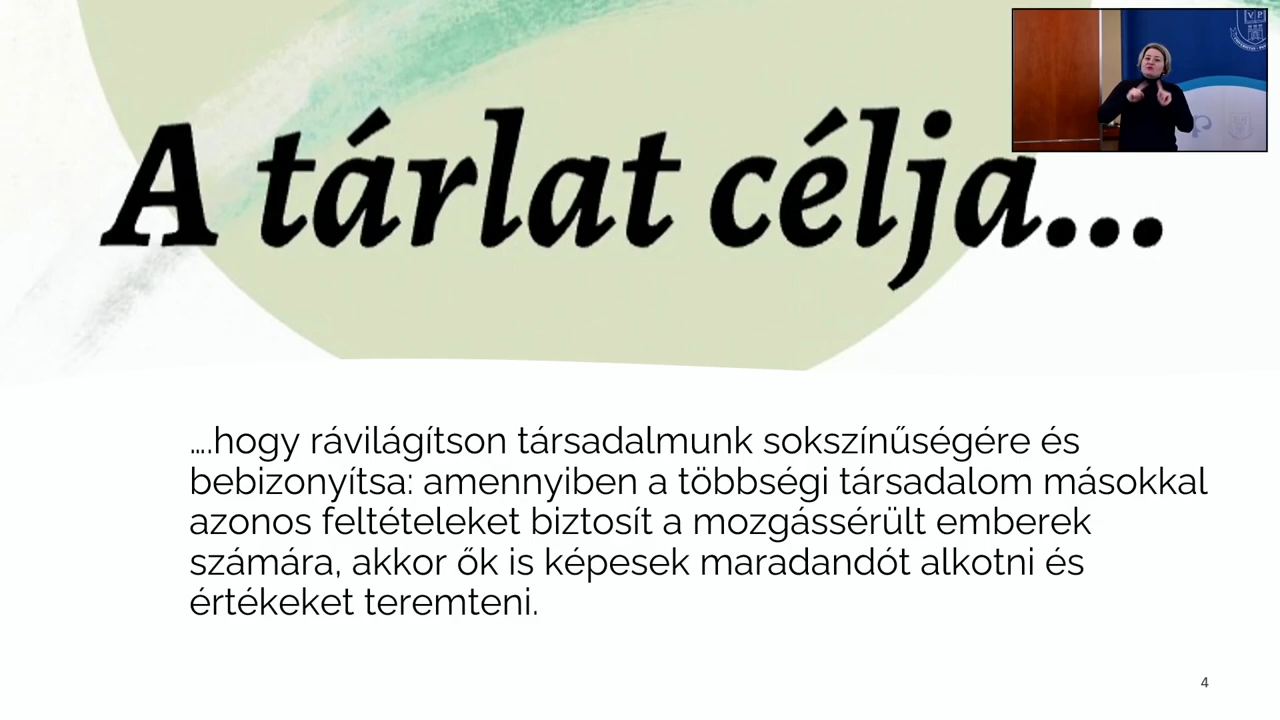 A tárlat célja...
….hogy rávilágítson társadalmunk sokszínűségére és
bebizonyítsa: amennyiben a többségi társadalom másokkal
azonos feltételeket biztosít a mozgássérült emberek
számára, akkor ők is képesek maradandót alkotni és
értékeket teremteni.
4